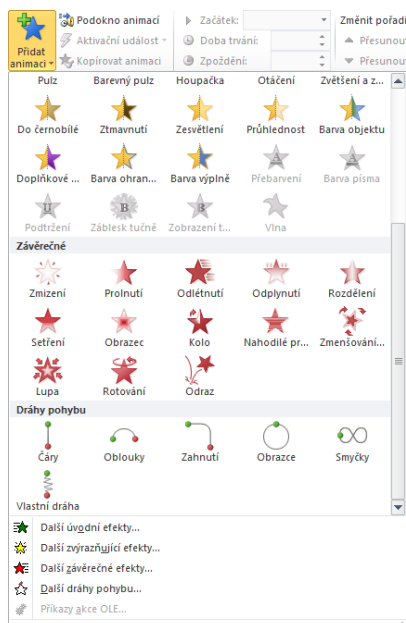 Přidat animaci
Podokno animací
Aktivační událost
Kopírovat animaci
Začátek:
Doba trvání:
Zpoždění:
Změnit pořadí
Přesunou
Přesunou
Pulz Barevný pulz Houpačka Otáčení Zvětšení a z...
Do černobílé Ztmavnutí Zesvětlení Průhlednost Barva objektu
Doplňkové ... Barva ohran... Barva výplně Přebarvení Barva písma
Podtržení Záblesk tučně Zobrazení t... Vlna
Závěrečné
Zmizení Prolnutí Odlétnutí Odplynutí Rozdělení
Setření Obrazec Kolo Nahodilé pr... Zmenšování...
Lupa Rotování Odraz
Dráhy pohybu
Čáry Oblouky Zahnutí Obrazce Smyčky
Vlastní dráha
Další úvodní efekty...
Další zvýrazňující efekty...
Další závěrečné efekty...
Další dráhy pohybu...
Příkazy akce OLE...